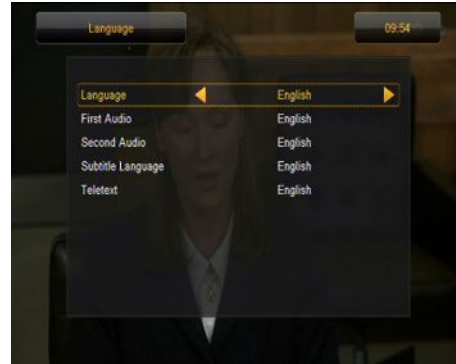 Language 09:54
Language English
First Audio English
Second Audio English
Subtitle Language English
Teletext English